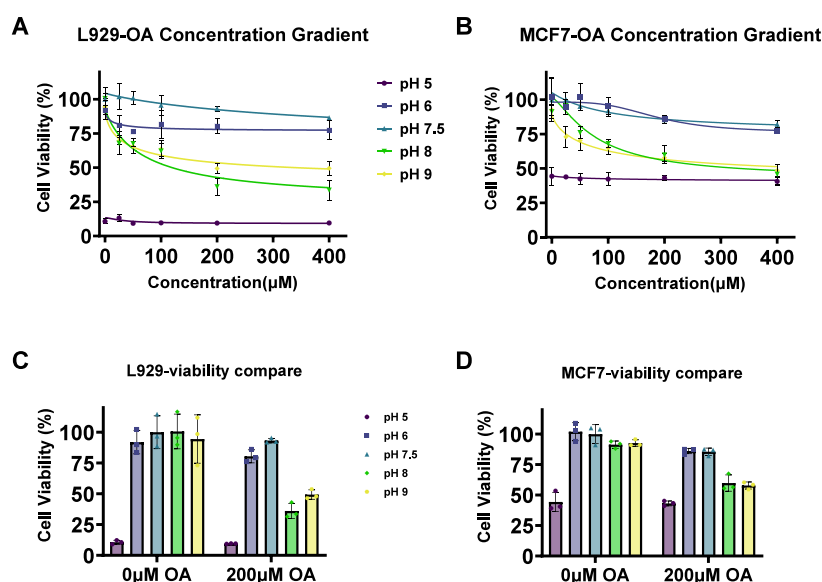 A
L929-OA Concentration Gradient
Cell Viability (%)
125
100
75
50
25
0
0 100 200 300 400
Concentration(μM)
pH 5
pH 6
pH 7.5
pH 8
pH 9
B
MCF7-OA Concentration Gradient
Cell Viability (%)
125
100
75
50
25
0
0 100 200 300 400
Concentration(μM)
C
L929-viability compare
Cell Viability (%)
100
75
50
25
0
0μM OA 200μM OA
pH 5
pH 6
pH 7.5
pH 8
pH 9
D
MCF7-viability compare
Cell Viability (%)
100
75
50
25
0
0μM OA 200μM OA